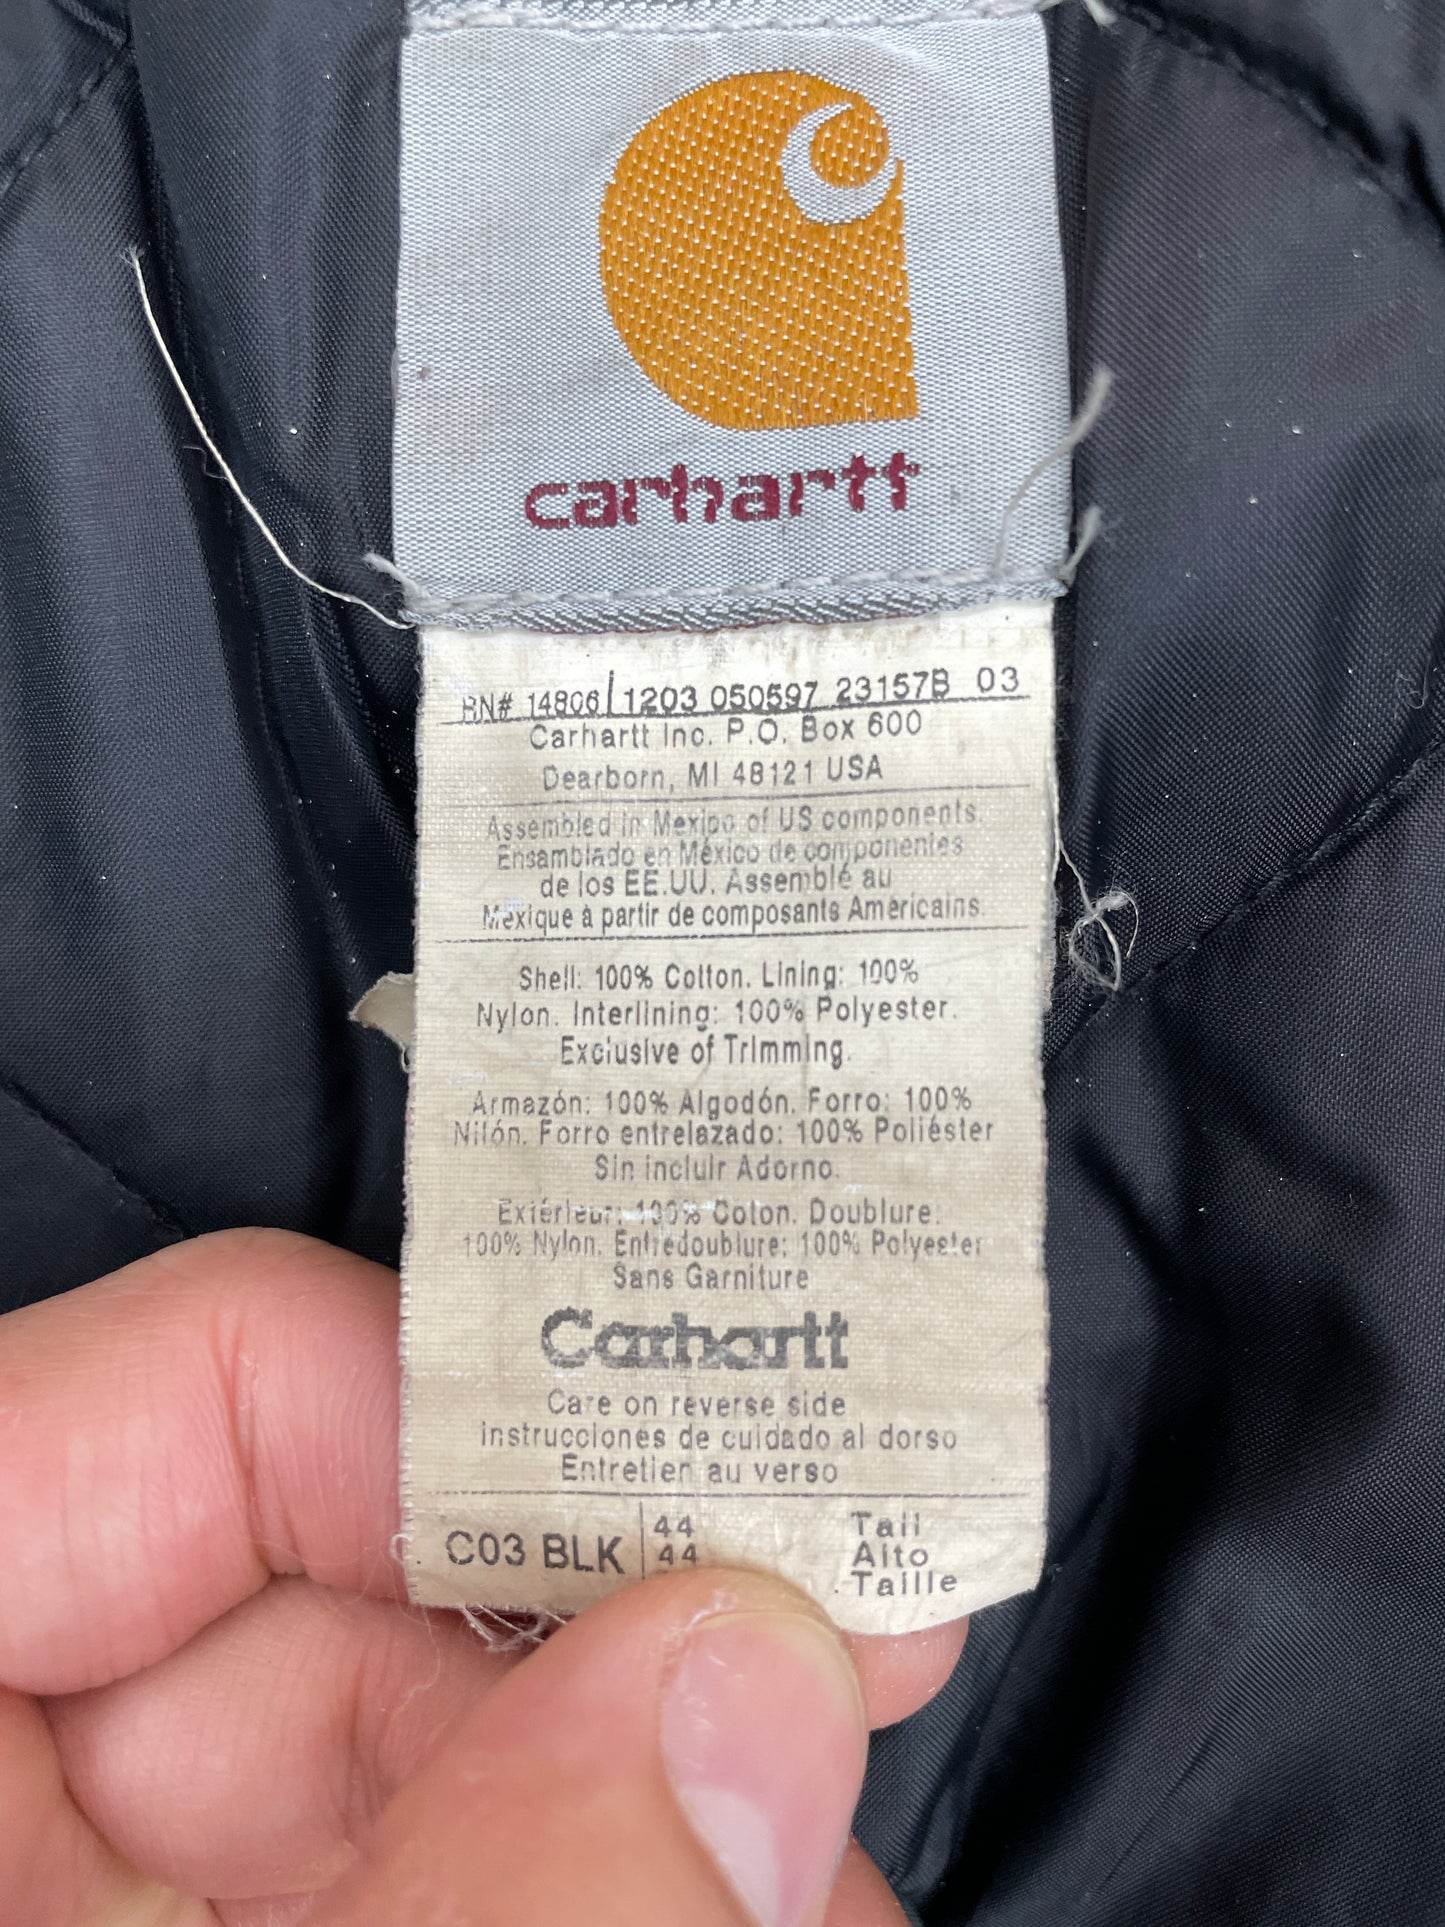 carhartt
RN# 14806 1203 050597 23157B 03
Carhartt Inc. P.O. Box 600
Dearborn, MI 48121 USA
Assembled in Mexico of US components.
Ensamblado en México de componentes
de los EE.UU. Assemblé au
Mexique à partir de composants Américains.
Shell: 100% Cotton. Lining: 100%
Nylon. Interlining: 100% Polyester.
Exclusive of Trimming.
Armazón: 100% Algodón. Forro: 100%
Nilón. Forro entrelazado: 100% Poliéster
Sin incluir Adorno.
Extérieur: 100% Coton. Doublure:
100% Nylon. Entredoublure: 100% Polyester
Sans Garniture
Carhartt
Care on reverse side
instrucciones de cuidado al dorso
Entretien au verso
C03 BLK 44 Tall
44 Alto
Taille